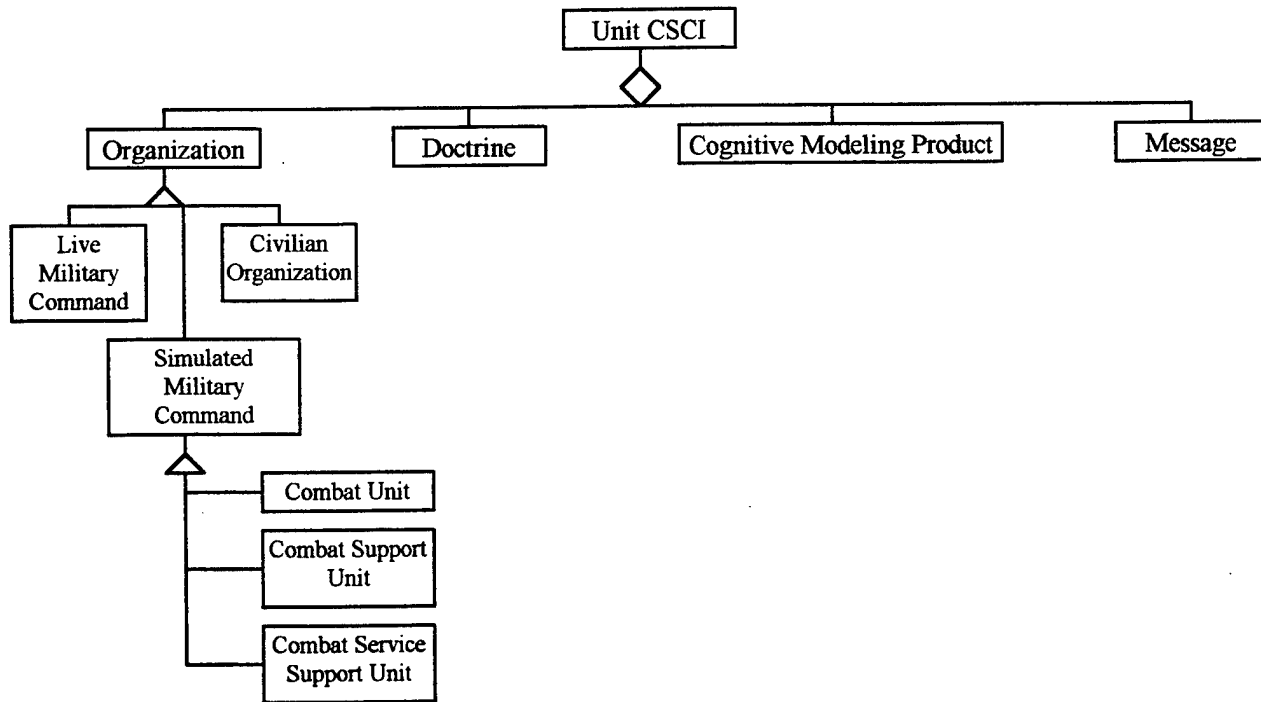 Unit CSCI
Organization
Doctrine
Cognitive Modeling Product
Message
Live
Military
Command
Civilian
Organization
Simulated
Military
Command
Combat Unit
Combat Support
Unit
Combat Service
Support Unit